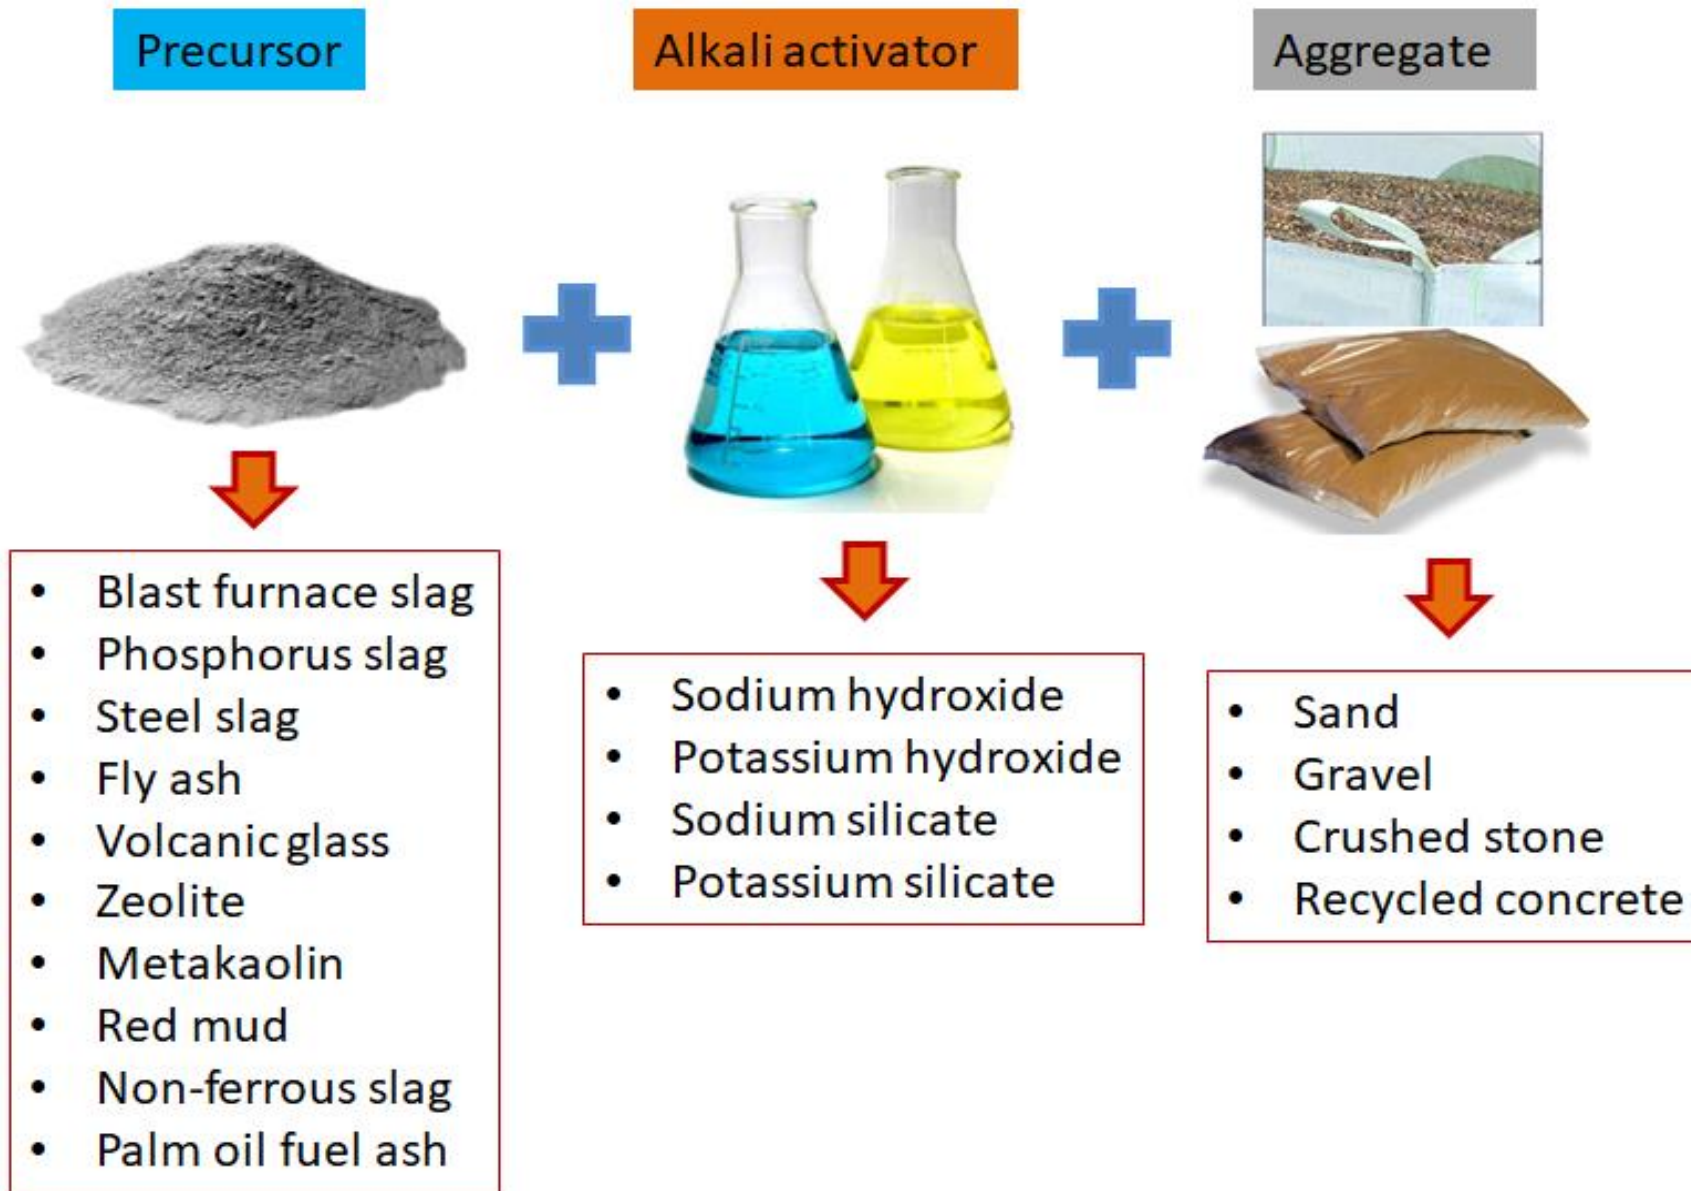 Precursor
Alkali activator
Aggregate
• Blast furnace slag
• Phosphorus slag
• Steel slag
• Fly ash
• Volcanic glass
• Zeolite
• Metakaolin
• Red mud
• Non-ferrous slag
• Palm oil fuel ash
• Sodium hydroxide
• Potassium hydroxide
• Sodium silicate
• Potassium silicate
• Sand
• Gravel
• Crushed stone
• Recycled concrete